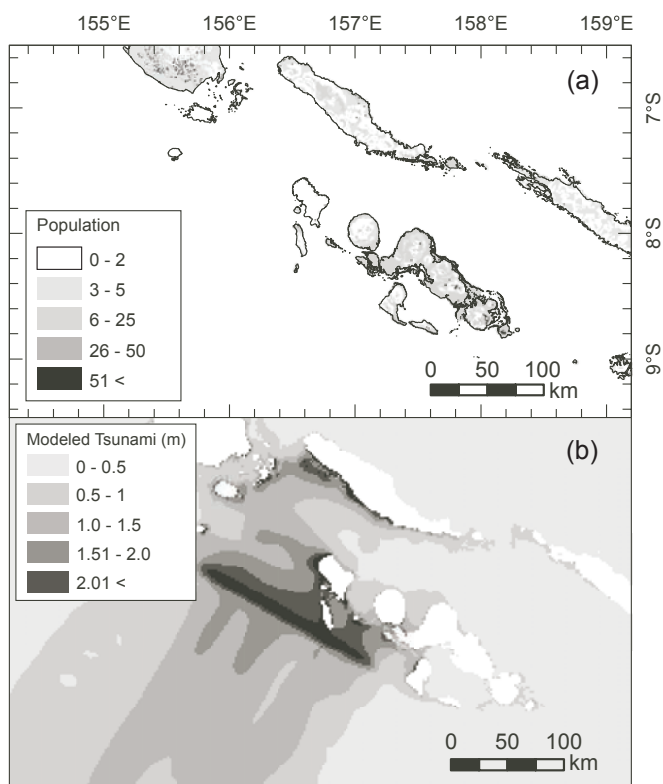 155°E 156°E 157°E 158°E 159°E
(a)
7°S
8°S
9°S
Population
0 - 2
3 - 5
6 - 25
26 - 50
51 <
0 50 100
km
Modeled Tsunami (m)
0 - 0.5
0.5 - 1
1.0 - 1.5
1.51 - 2.0
2.01 <
(b)
0 50 100
km